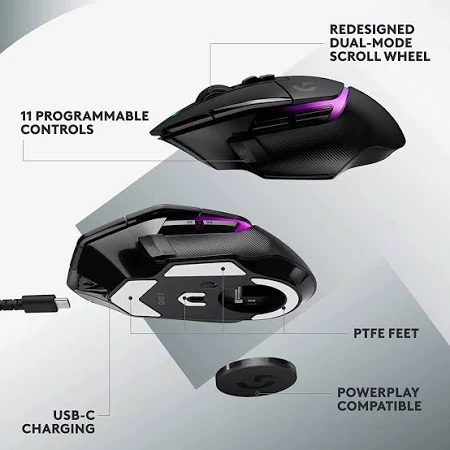 REDESIGNED
DUAL-MODE
SCROLL WHEEL
11 PROGRAMMABLE
CONTROLS
PTFE FEET
POWERPLAY
COMPATIBLE
USB-C
CHARGING